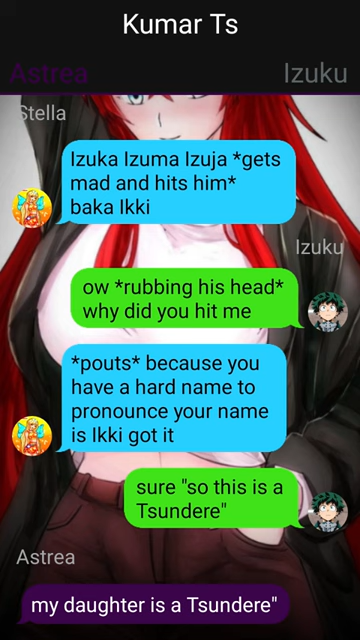 Kumar Ts
Astrea
Izuku
Stella
Izuka Izuma Izuja *gets
mad and hits him*
baka Ikki
Izuku
ow *rubbing his head*
why did you hit me
*pouts* because you
have a hard name to
pronounce your name
is Ikki got it
sure "so this is a
Tsundere"
Astrea
my daughter is a Tsundere"